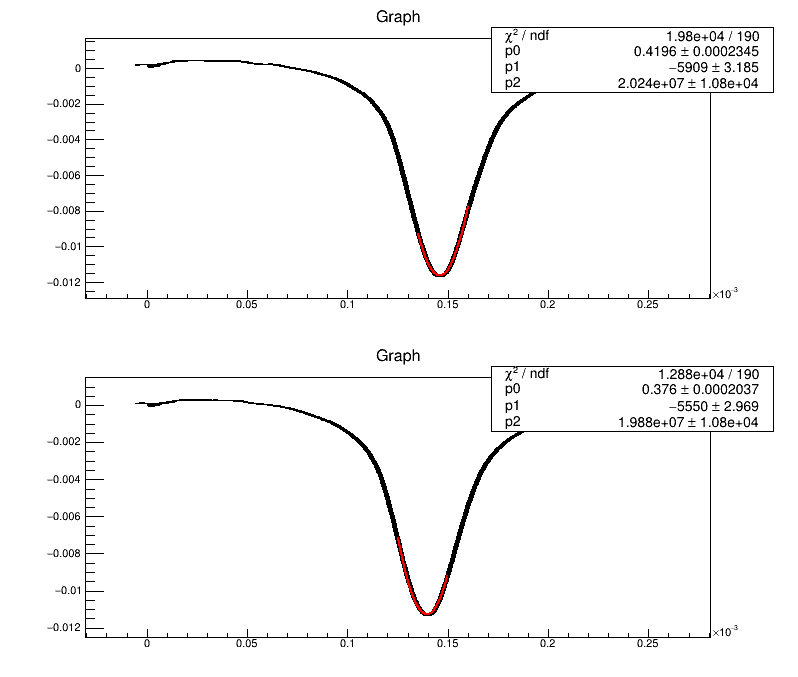 Graph
χ² / ndf 1.98e+04 / 190
p0 0.4196 ± 0.0002345
p1 −5909 ± 3.185
p2 2.024e+07 ± 1.08e+04
0
−0.002
−0.004
−0.006
−0.008
−0.01
−0.012
0 0.05 0.1 0.15 0.2 0.25
×10⁻³
Graph
χ² / ndf 1.288e+04 / 190
p0 0.376 ± 0.0002037
p1 −5550 ± 2.969
p2 1.988e+07 ± 1.08e+04
0
−0.002
−0.004
−0.006
−0.008
−0.01
−0.012
0 0.05 0.1 0.15 0.2 0.25
×10⁻³